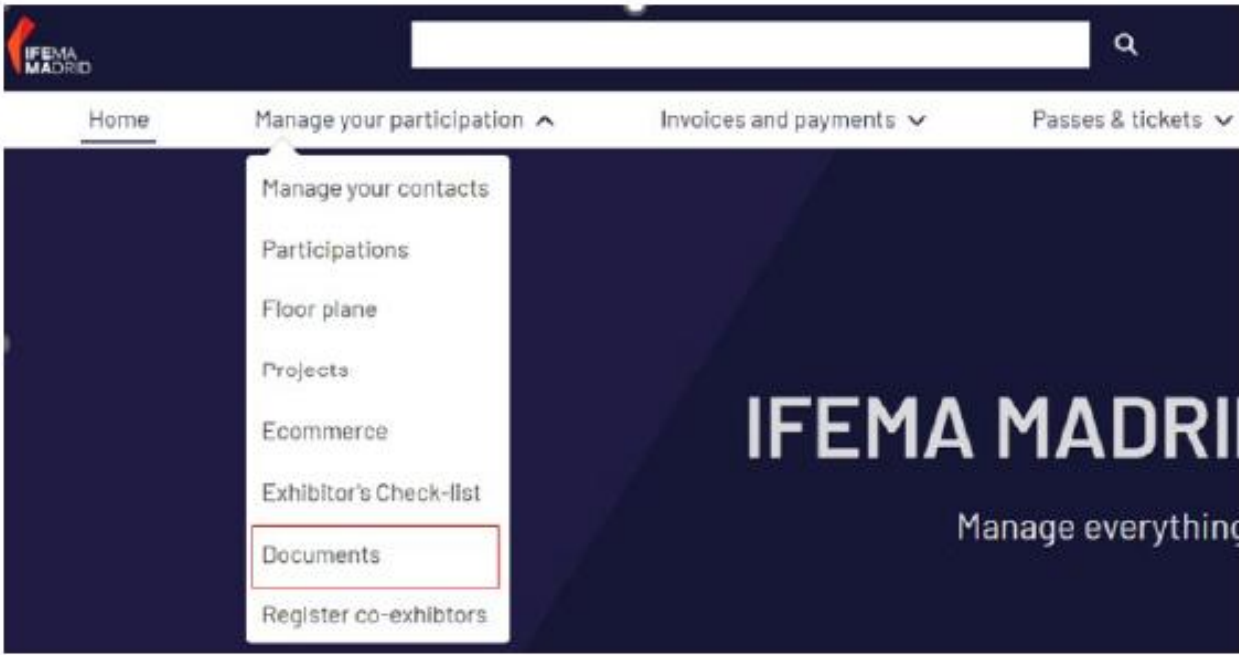 IFEMA
MADRID
Home
Manage your participation
Invoices and payments
Passes & tickets
Manage your contacts
Participations
Floor plane
Projects
Ecommerce
Exhibitor's Check-list
Documents
Register co-exhibtors
IFEMA MADRI
Manage everything